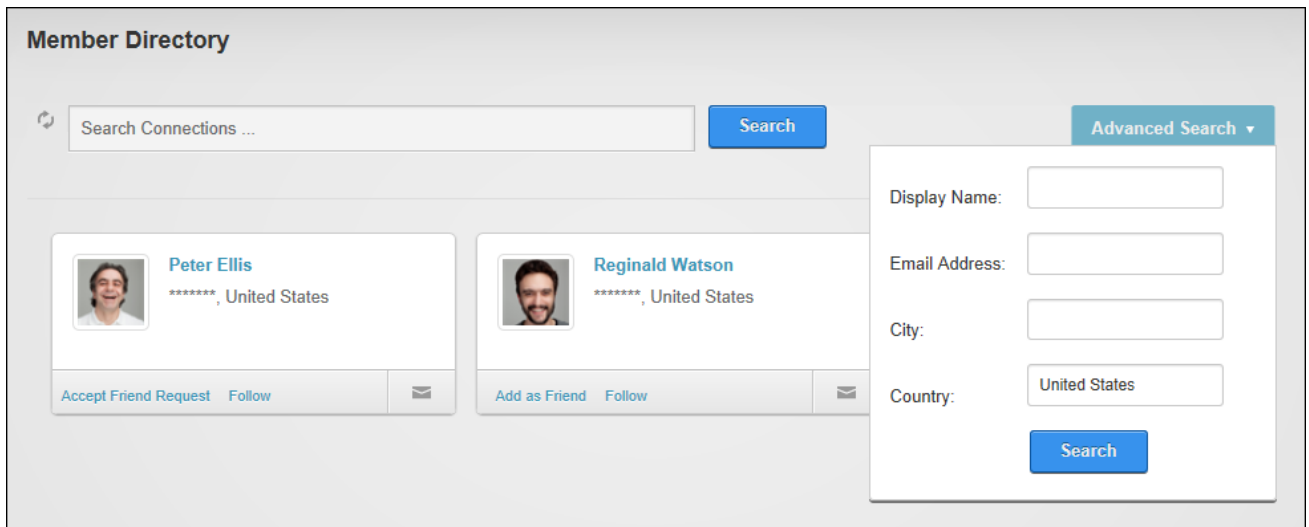 Member Directory
Search Connections ...
Search
Advanced Search ▼
Peter Ellis
*******, United States
Accept Friend Request Follow
Reginald Watson
*******, United States
Add as Friend Follow
Display Name:
Email Address:
City:
Country: United States
Search